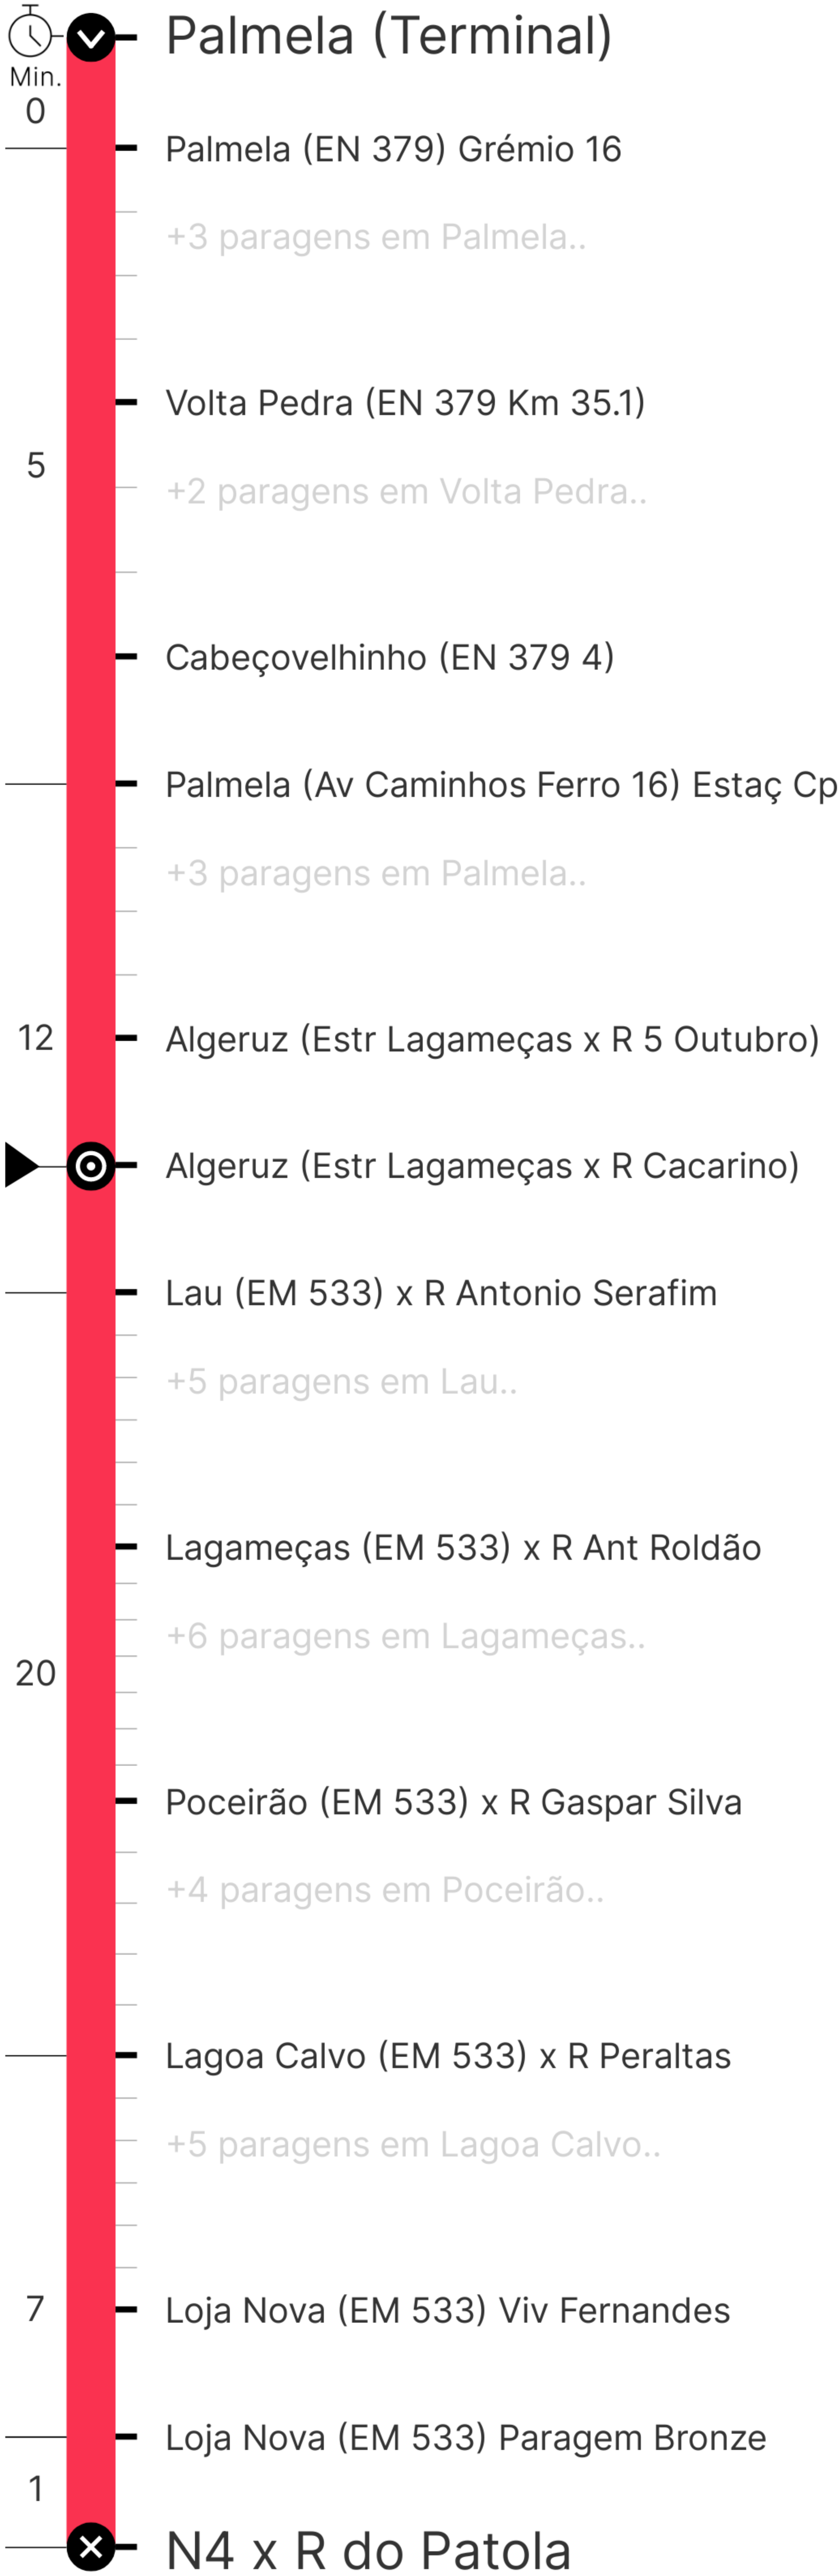 Palmela (Terminal)
Min.
0
Palmela (EN 379) Grémio 16
+3 paragens em Palmela..
Volta Pedra (EN 379 Km 35.1)
5
+2 paragens em Volta Pedra..
Cabeçovelhinho (EN 379 4)
Palmela (Av Caminhos Ferro 16) Estaç Cp
+3 paragens em Palmela..
12
Algeruz (Estr Lagameças x R 5 Outubro)
Algeruz (Estr Lagameças x R Cacarino)
Lau (EM 533) x R Antonio Serafim
+5 paragens em Lau..
Lagameças (EM 533) x R Ant Roldão
+6 paragens em Lagameças..
20
Poceirão (EM 533) x R Gaspar Silva
+4 paragens em Poceirão..
Lagoa Calvo (EM 533) x R Peraltas
+5 paragens em Lagoa Calvo..
7
Loja Nova (EM 533) Viv Fernandes
Loja Nova (EM 533) Paragem Bronze
1
N4 x R do Patola